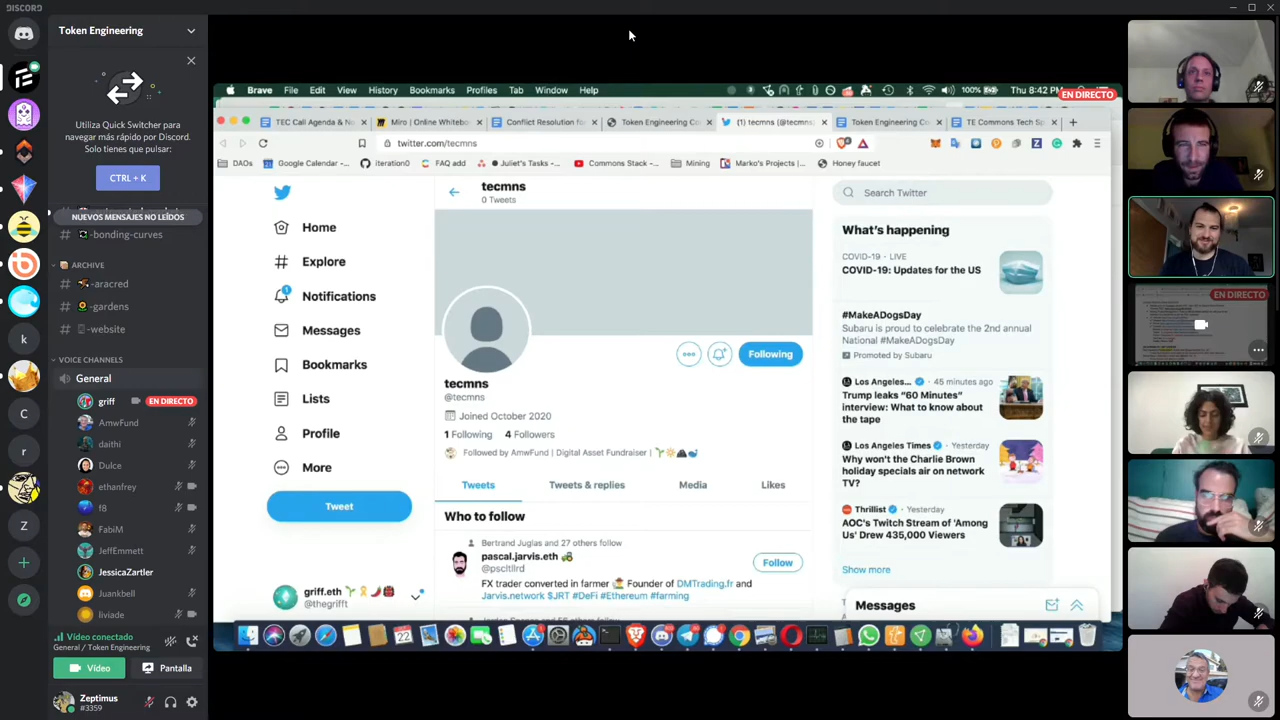 DISCORD
Token Engineering
Utiliza Quick Switcher para
navegar más rápido por Discord.
Solo tienes que pulsar:
CTRL + K
NUEVOS MENSAJES NO LEÍDOS
-bonding-curves
ARCHIVE
-aracred
-gardens
-website
VOICE CHANNELS
General
griff
EN DIRECTO
AmwFund
daithi
Dulce
ethanfrey
f8
FabiM
JeffEmmett
JessicaZartler
Juankbell
liviade
Vídeo conectado
General / Token Engineering
Vídeo
Pantalla
Zeptimus
#3359
k
C
r
Z
Brave File Edit View History Bookmarks Profiles Tab Window Help
100%
Thu 8:42 PM
EN DIRECTO
TEC Cali Agenda & No
Miro | Online Whitebo
Conflict Resolution fo
Token Engineering Co
(1) tecmns (@tecmns
Token Engineering Co
TE Commons Tech Sp
twitter.com/tecmns
DAOs
Google Calendar -...
iteration0
FAQ add
Juliet's Tasks -...
Commons Stack...
Mining
Marko's Projects |...
Honey faucet
Home
Explore
Notifications
Messages
Bookmarks
Lists
Profile
More
Tweet
griff.eth
@thegrifft
tecmns
0 Tweets
Following
tecmns
@tecmns
Joined October 2020
1 Following 4 Followers
Followed by AmwFund | Digital Asset Fundraiser |
Tweets
Tweets & replies
Media
Likes
Who to follow
Bertrand Juglas and 27 others follow
pascal.jarvis.eth
@pscltllrd
Follow
FX trader converted in farmer Founder of DMTrading.fr and
Jarvis.network $JRT #DeFi #Ethereum #farming
Search Twitter
What's happening
COVID-19 · LIVE
COVID-19: Updates for the US
#MakeADogsDay
Subaru is proud to celebrate the 2nd annual
National #MakeADogsDay
Promoted by Subaru
Los Angeles... · 45 minutes ago
Trump leaks “60 Minutes”
interview: What to know about
the tape
Los Angeles Times · Yesterday
Why won't the Charlie Brown
holiday specials air on network
TV?
Thrillist · Yesterday
AOC's Twitch Stream of 'Among
Us' Drew 435,000 Viewers
Show more
Messages
EN DIRECTO